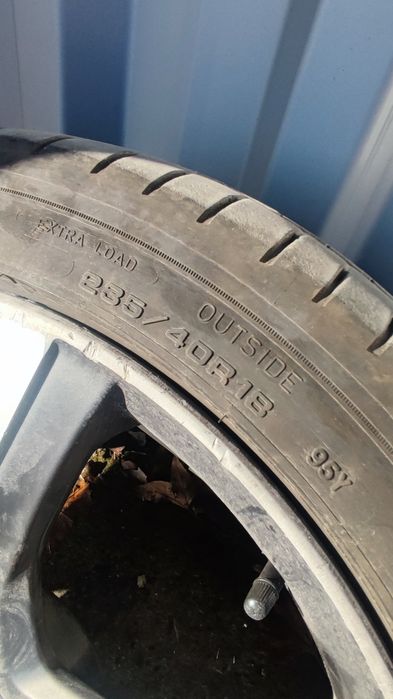 EXTRA LOAD
OUTSIDE
235/40R18
95Y